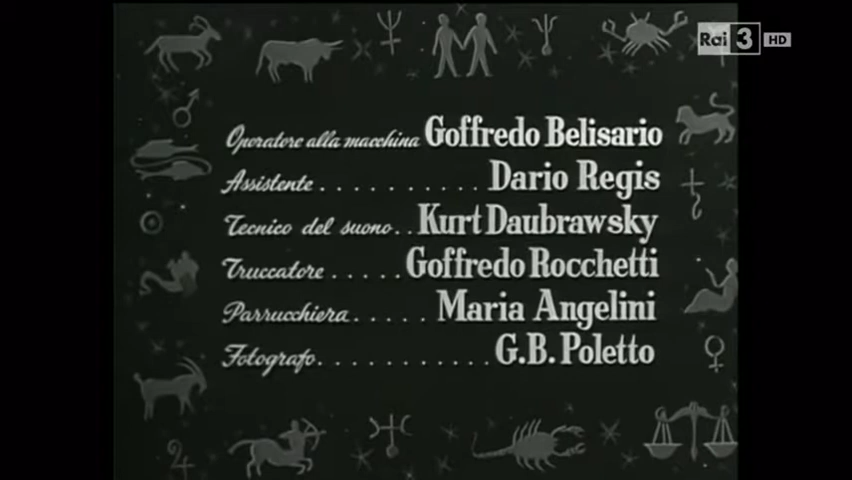 Rai 3 HD
Operatore alla macchina Goffredo Belisario
Assistente . . . . . . . . . . . Dario Regis
Tecnico del suono . . Kurt Daubrawsky
Truccatore . . . . . Goffredo Rocchetti
Parrucchiera . . . . . Maria Angelini
Fotografo . . . . . . . . . . . . G.B. Poletto